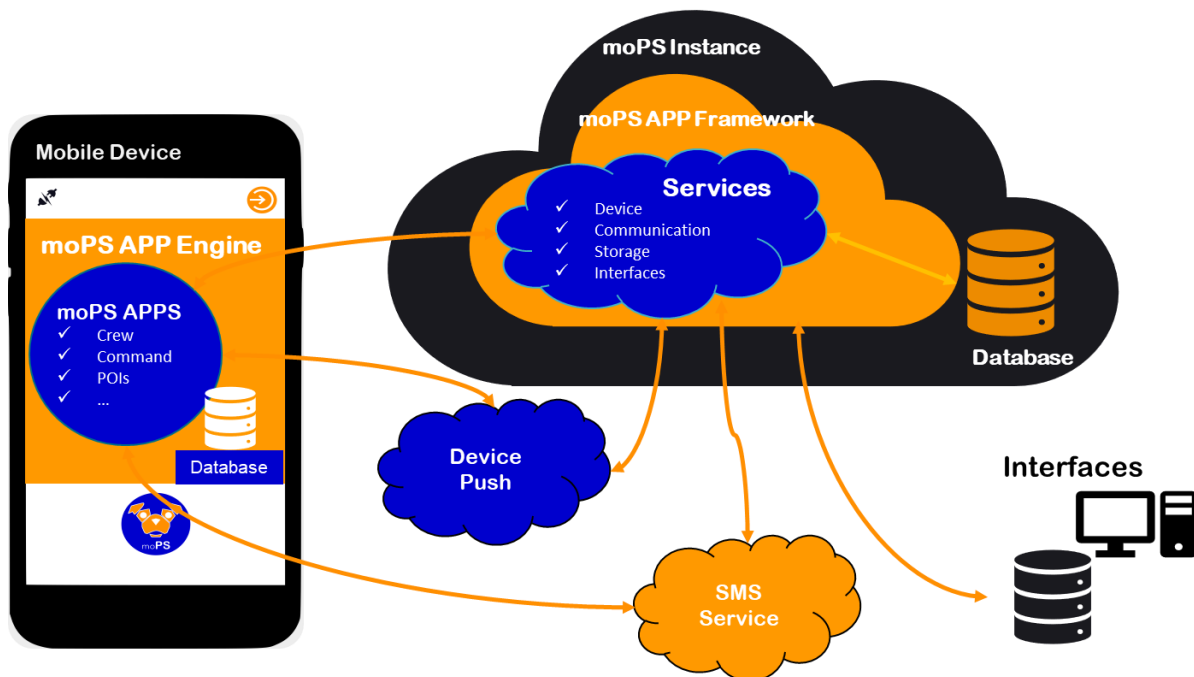 moPS Instance
moPS APP Framework
Services
✓ Device
✓ Communication
✓ Storage
✓ Interfaces
Database
Mobile Device
moPS APP Engine
moPS APPS
✓ Crew
✓ Command
✓ POIs
✓ ...
Database
moPS
Device
Push
SMS
Service
Interfaces